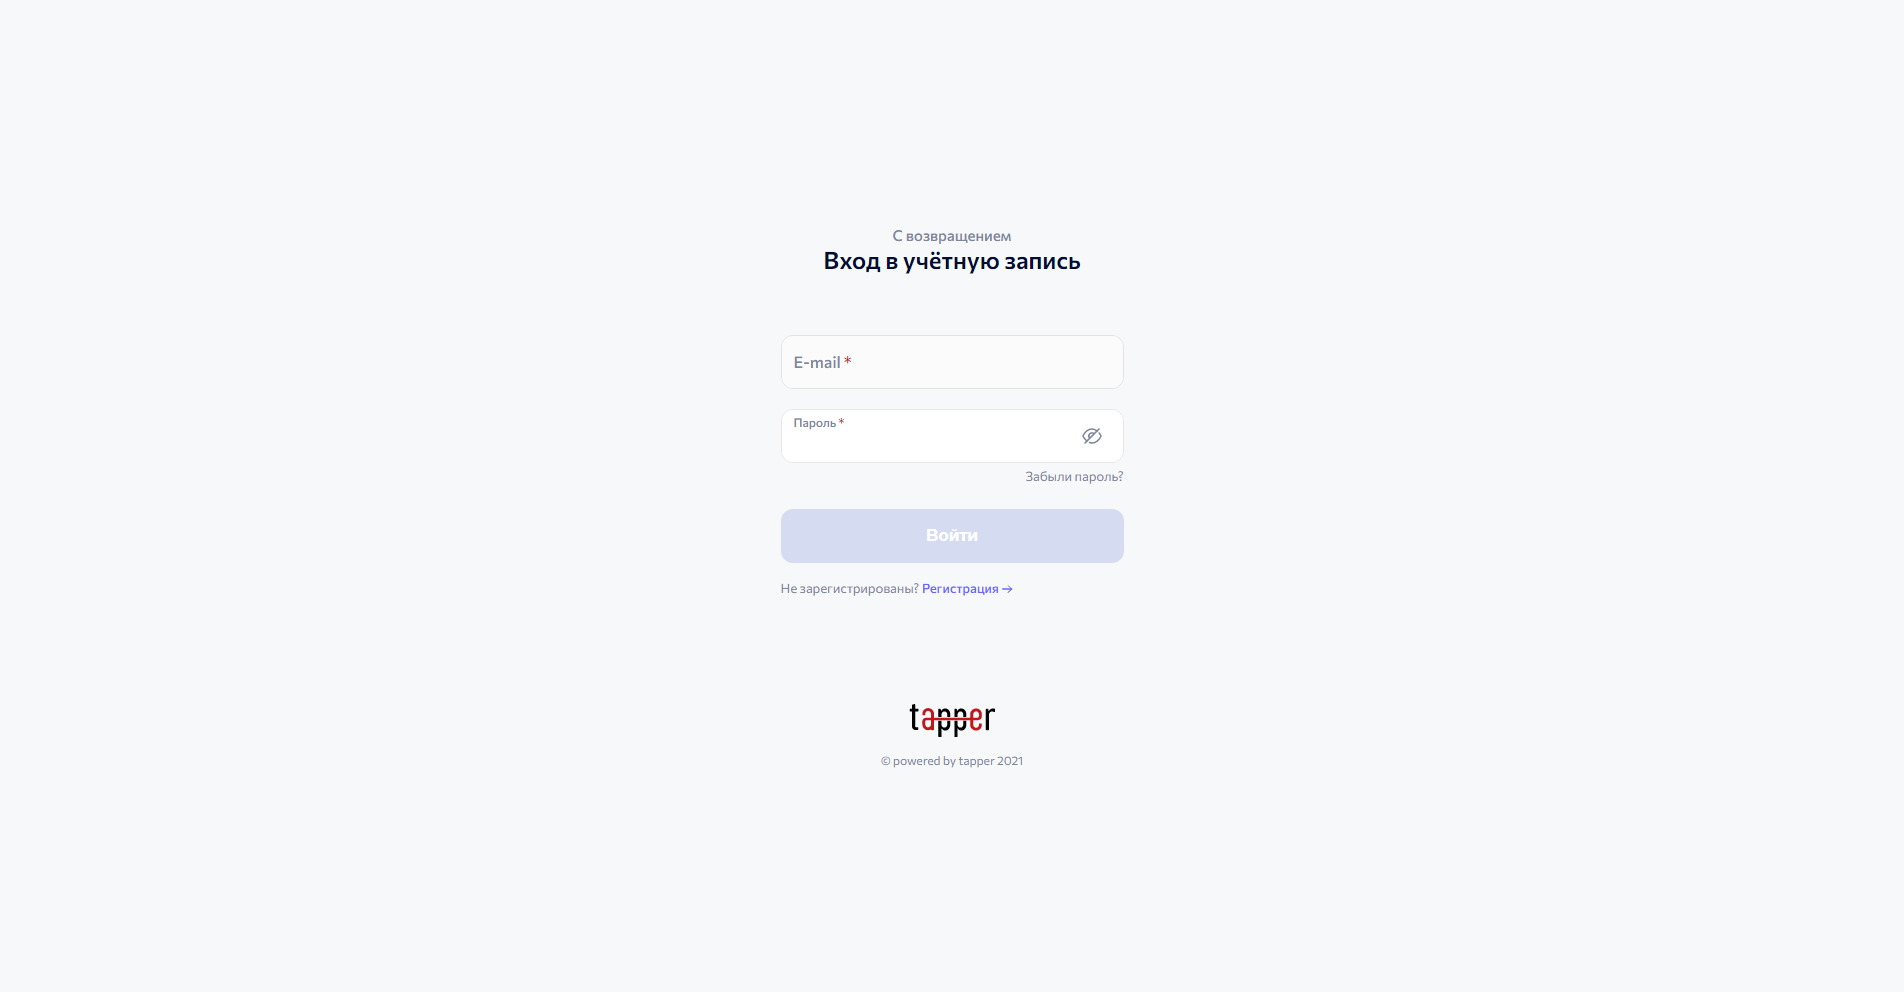 С возвращением
Вход в учётную запись
E-mail *
Пароль *
Забыли пароль?
Войти
Не зарегистрированы? Регистрация →
tapper
© powered by tapper 2021